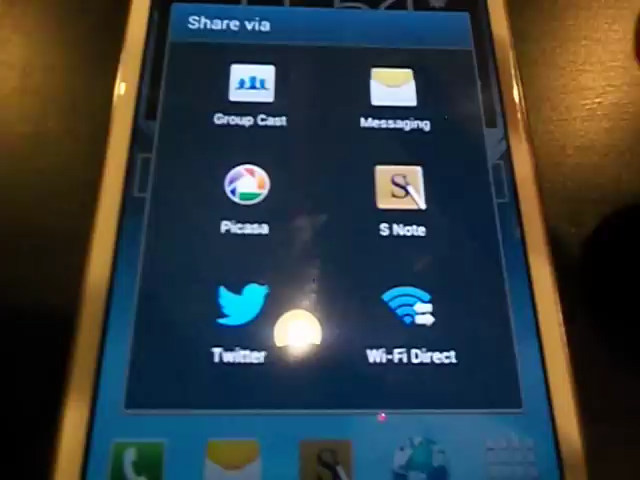 Share via
Group Cast
Messaging
Picasa
S Note
Twitter
Wi-Fi Direct